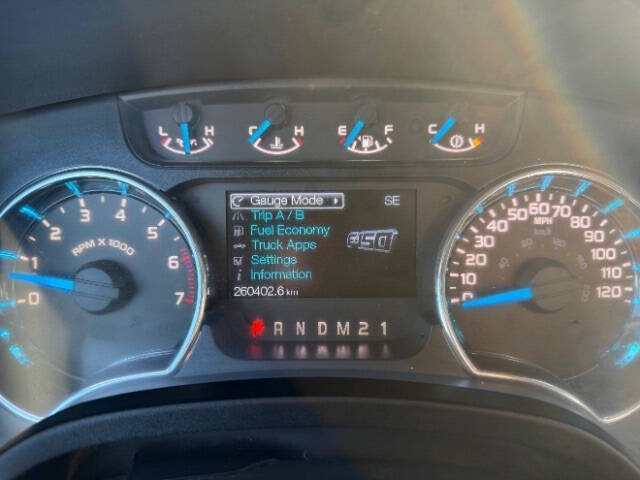 L H C H E F C H
Gauge Mode SE
Trip A / B
Fuel Economy
Truck Apps
Settings
Information
260402.6 km
R N D M 2 1
0 1 2 3 4 5 6 7
RPM X 1000
0 10 20 30 40 50 60 70 80 90 100 110 120
MPH
km/h